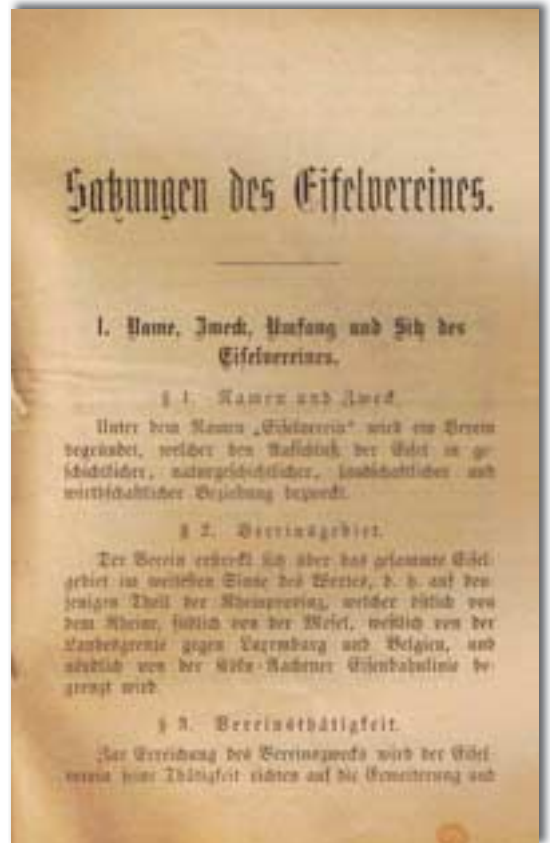 Satzungen des Eifelvereines.
I. Name, Zweck, Umfang und Sitz des
Eifelvereines.
§ 1. Namen und Zweck.
Unter dem Namen „Eifelverein“ wird ein Verein
begründet, welcher den Aufschluß der Eifel in ge-
schichtlicher, naturgeschichtlicher, landschaftlicher und
wirthschaftlicher Beziehung bezweckt.
§ 2. Vereinsgebiet.
Der Verein erstreckt sich über das gesammte Eifel-
gebiet im weitesten Sinne des Wortes, d. h. auf den-
jenigen Theil der Rheinprovinz, welcher östlich von
dem Rheine, südlich von der Mosel, westlich von der
Landesgrenze gegen Luxemburg und Belgien, und
nördlich von der Köln-Aachener Eisenbahnlinie be-
grenzt wird.
§ 3. Vereinsthätigkeit.
Zur Erreichung des Vereinszwecks wird der Eifel-
verein seine Thätigkeit richten auf die Erweiterung und